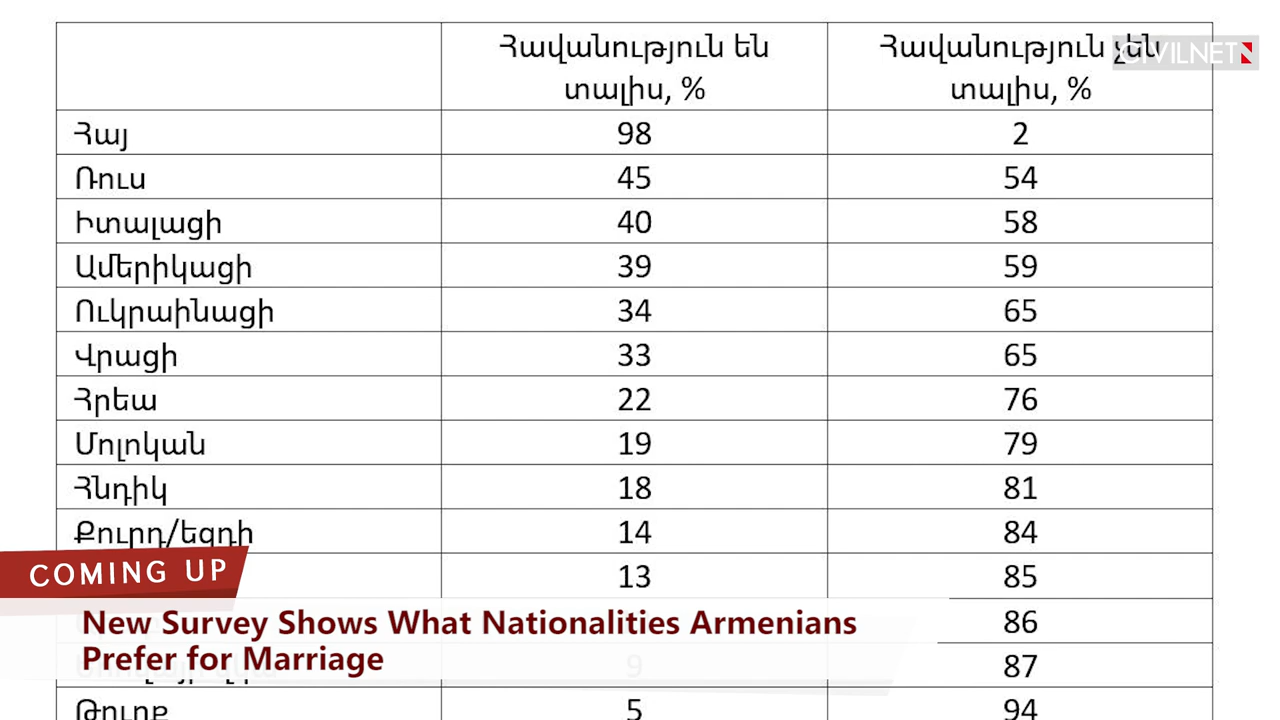 Հավանություն են տալիս, %
Հավանություն չեն տալիս, %
CIVILNET
Հայ 98 2
Ռուս 45 54
Իտալացի 40 58
Ամերիկացի 39 59
Ուկրաինացի 34 65
Վրացի 33 65
Հրեա 22 76
Մոլոկան 19 79
Հնդիկ 18 81
Քուրդ/եզդի 14 84
13 85
86
9 87
Թուրք 5 94
COMING UP
New Survey Shows What Nationalities Armenians
Prefer for Marriage